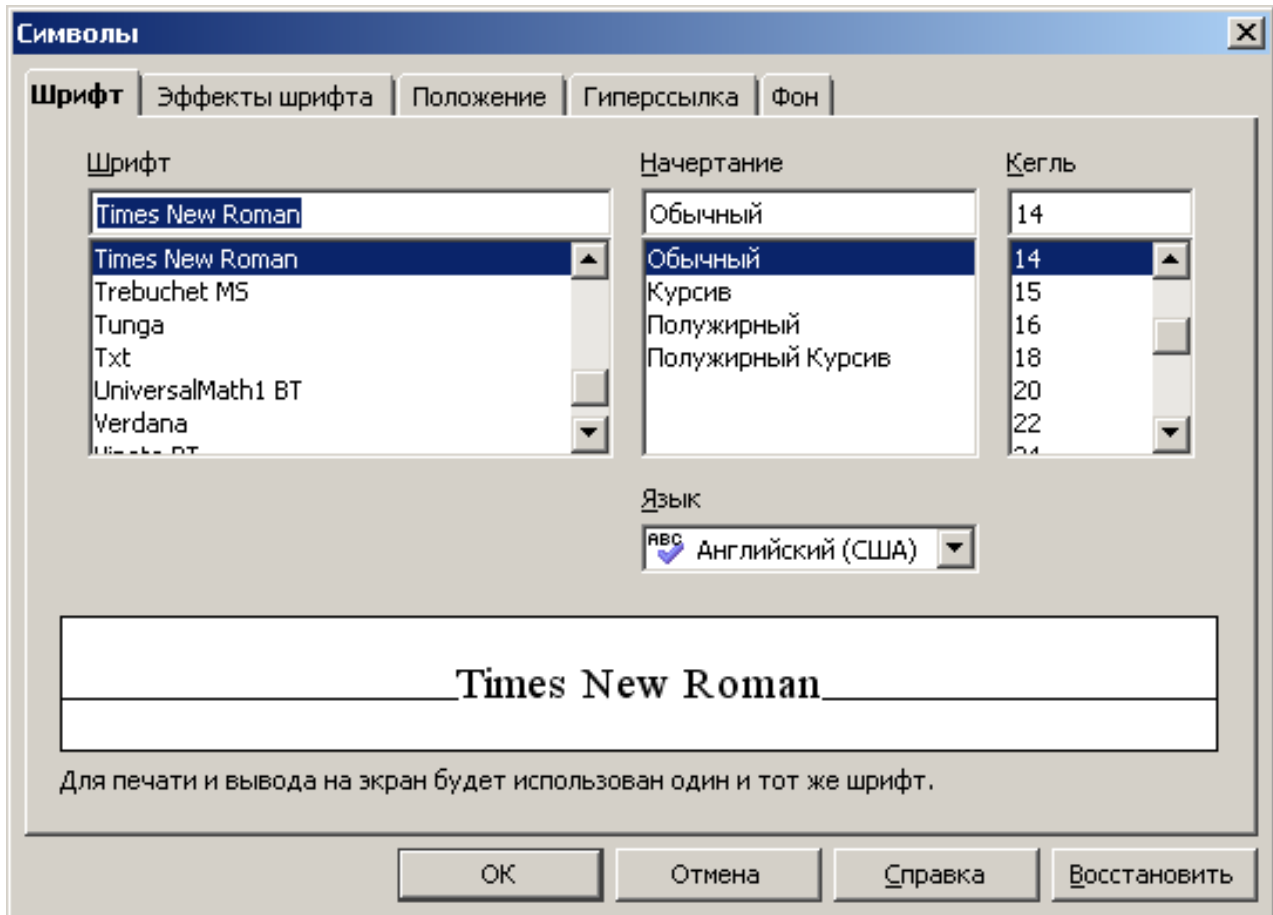 Символы
Шрифт Эффекты шрифта Положение Гиперссылка Фон
Шрифт Начертание Кегль
Times New Roman Обычный 14
Times New Roman Обычный 14
Trebuchet MS Курсив 15
Tunga Полужирный 16
Txt Полужирный Курсив 18
UniversalMath1 BT 20
Verdana 22
Язык
ABC Английский (США)
Times New Roman
Для печати и вывода на экран будет использован один и тот же шрифт.
ОК Отмена Справка Восстановить